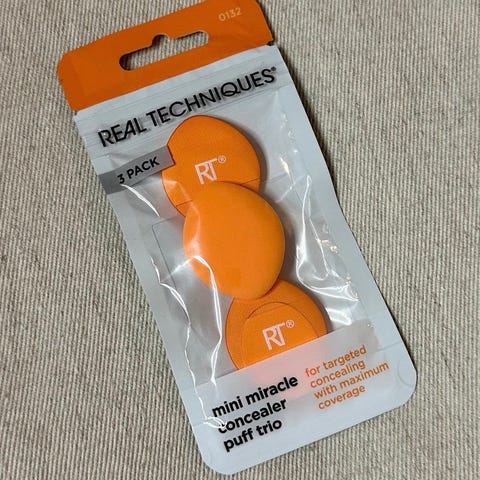 0132
REAL TECHNIQUES®
3 PACK
RT®
RT®
mini miracle
concealer
puff trio
for targeted
concealing
with maximum
coverage